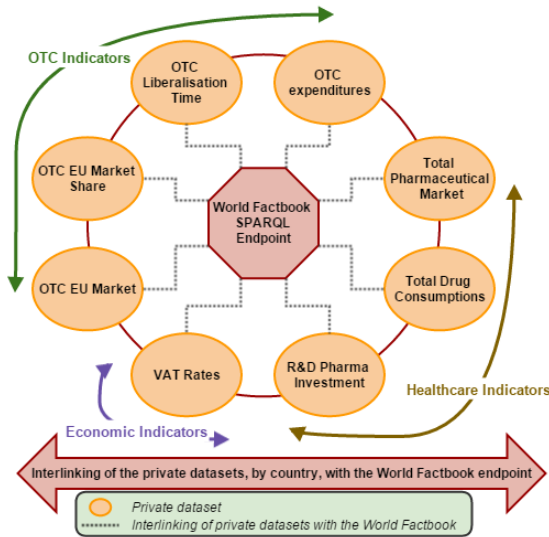 OTC Indicators
OTC
Liberalisation
Time
OTC
expenditures
OTC EU Market
Share
Total
Pharmaceutical
Market
World Factbook
SPARQL
Endpoint
OTC EU Market
Total Drug
Consumptions
VAT Rates
R&D Pharma
Investment
Healthcare Indicators
Economic Indicators
Interlinking of the private datasets, by country, with the World Factbook endpoint
Private dataset
Interlinking of private datasets with the World Factbook